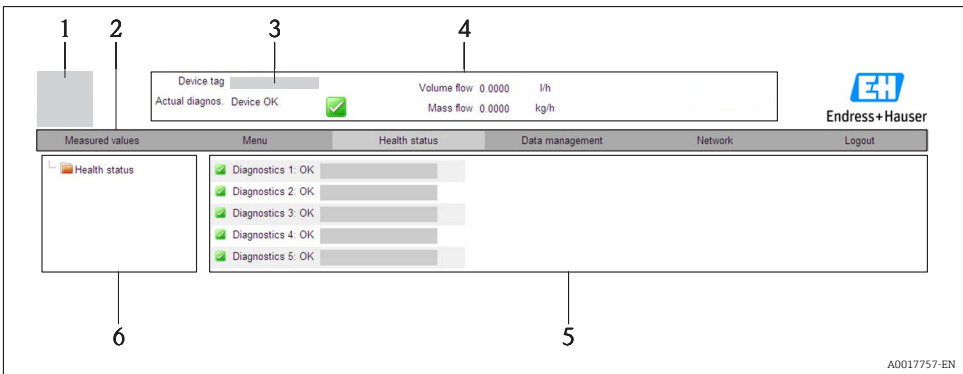 1 2 3 4
Device tag
Volume flow 0.0000 l/h
Actual diagnos. Device OK
Mass flow 0.0000 kg/h
EH
Endress+Hauser
Measured values Menu Health status Data management Network Logout
Health status
Diagnostics 1: OK
Diagnostics 2: OK
Diagnostics 3: OK
Diagnostics 4: OK
Diagnostics 5: OK
6 5
A0017757-EN